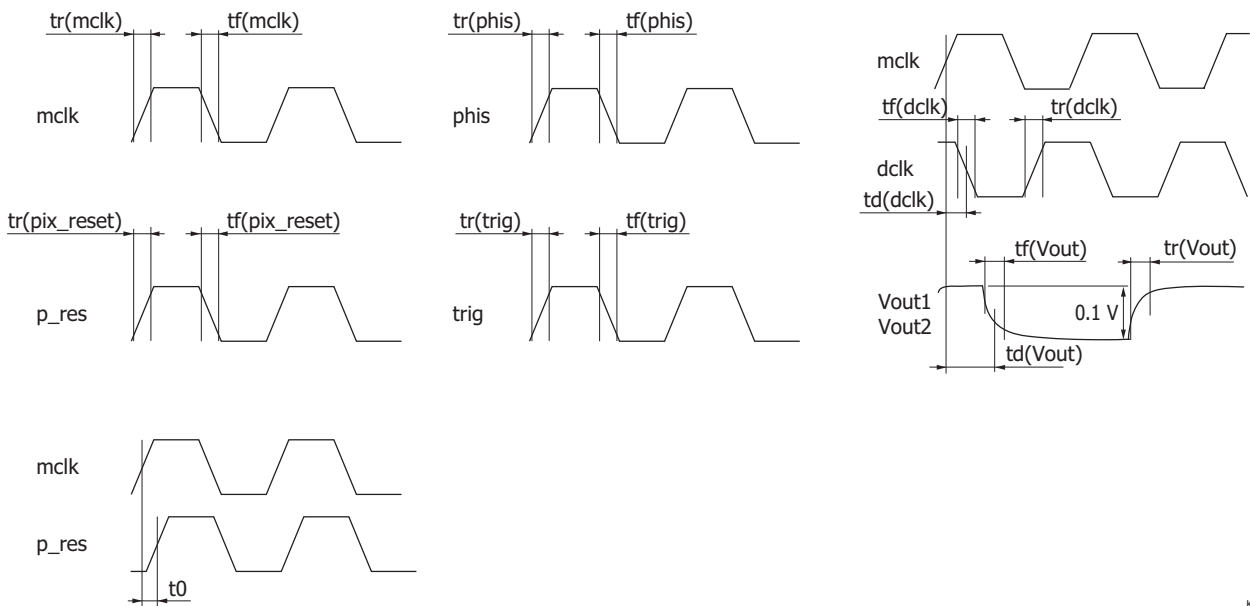 tr(mclk)
tf(mclk)
mclk
tr(phis)
tf(phis)
phis
mclk
tf(dclk)
tr(dclk)
dclk
td(dclk)
tr(pix_reset)
tf(pix_reset)
p_res
tr(trig)
tf(trig)
trig
tf(Vout)
tr(Vout)
Vout1
Vout2
0.1 V
td(Vout)
mclk
p_res
t0